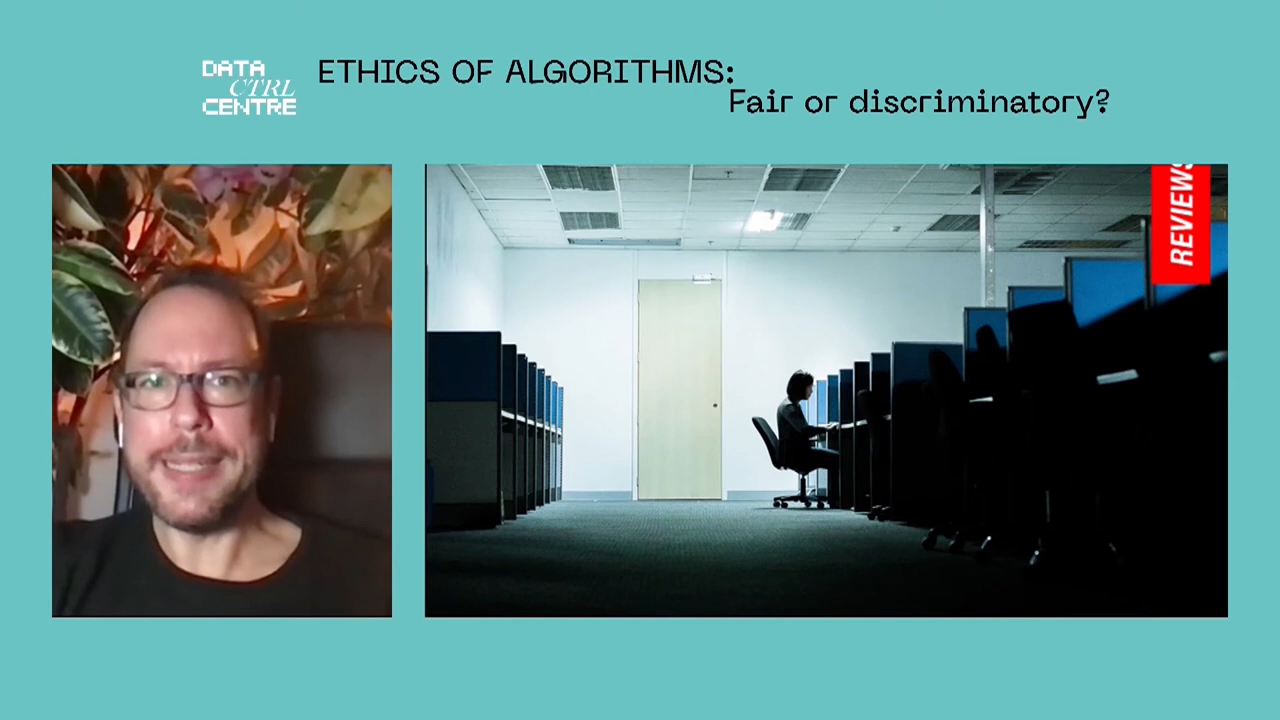 DATA
CTRL
CENTRE
ETHICS OF ALGORITHMS:
Fair or discriminatory?
REVIEWS